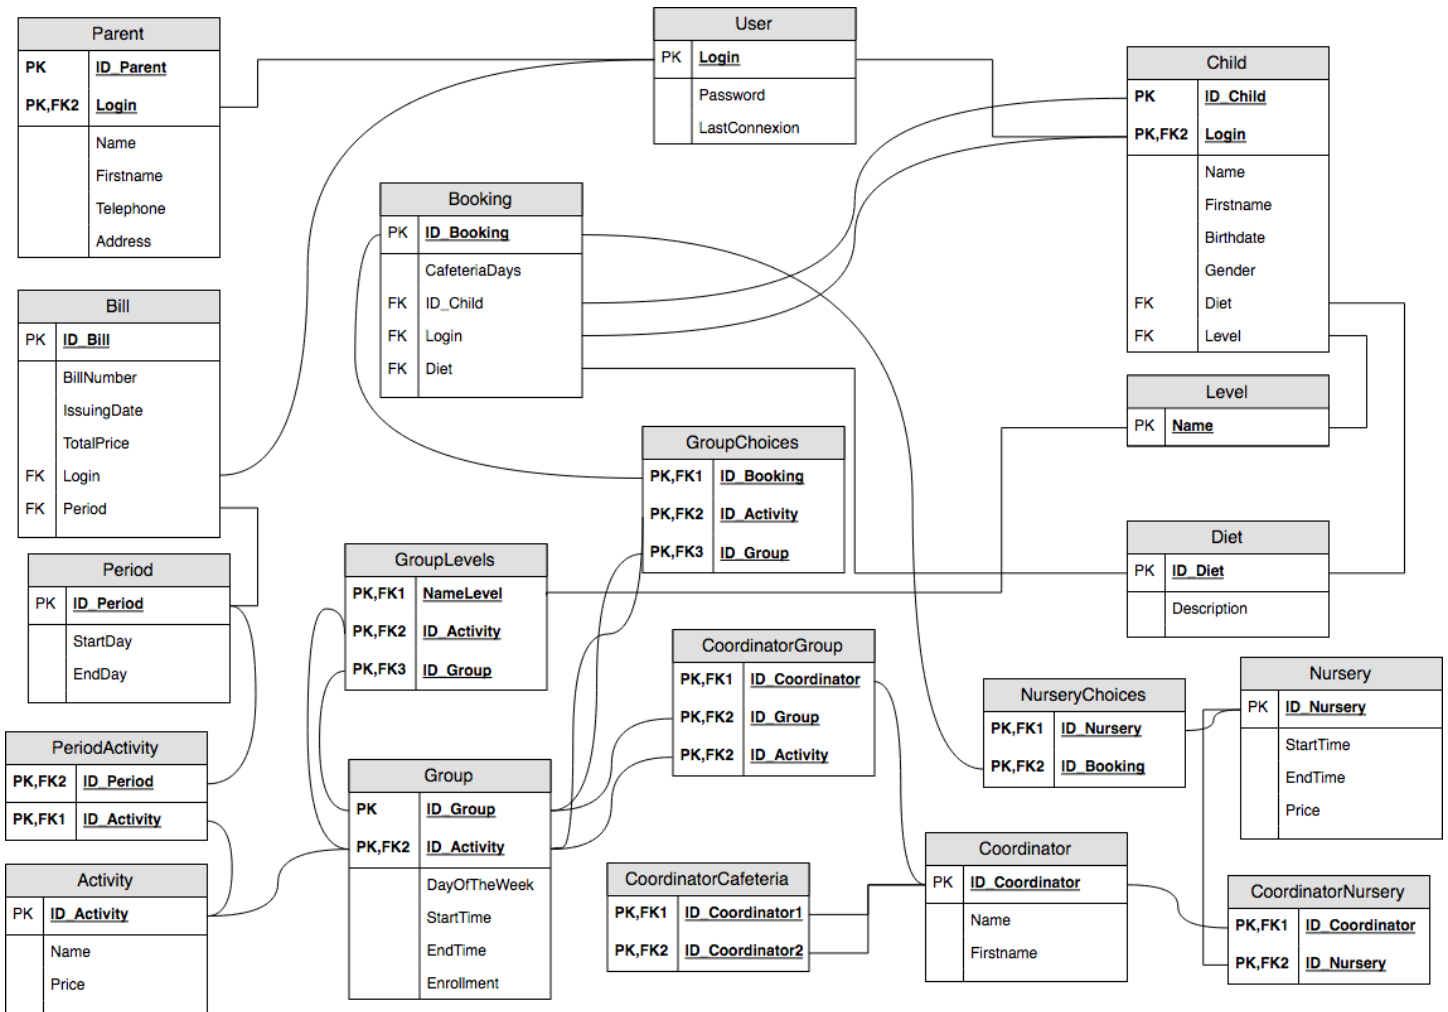 Parent
PK ID_Parent
PK,FK2 Login
Name
Firstname
Telephone
Address
User
PK Login
Password
LastConnexion
Child
PK ID_Child
PK,FK2 Login
Name
Firstname
Birthdate
Gender
FK Diet
FK Level
Booking
PK ID_Booking
CafeteriaDays
FK ID_Child
FK Login
FK Diet
Bill
PK ID_Bill
BillNumber
IssuingDate
TotalPrice
FK Login
FK Period
Level
PK Name
GroupChoices
PK,FK1 ID_Booking
PK,FK2 ID_Activity
PK,FK3 ID_Group
Diet
PK ID_Diet
Description
Period
PK ID_Period
StartDay
EndDay
GroupLevels
PK,FK1 NameLevel
PK,FK2 ID_Activity
PK,FK3 ID_Group
CoordinatorGroup
PK,FK1 ID_Coordinator
PK,FK2 ID_Group
PK,FK2 ID_Activity
NurseryChoices
PK,FK1 ID_Nursery
PK,FK2 ID_Booking
Nursery
PK ID_Nursery
StartTime
EndTime
Price
PeriodActivity
PK,FK2 ID_Period
PK,FK1 ID_Activity
Group
PK ID_Group
PK,FK2 ID_Activity
DayOfTheWeek
StartTime
EndTime
Enrollment
Activity
PK ID_Activity
Name
Price
CoordinatorCafeteria
PK,FK1 ID_Coordinator1
PK,FK2 ID_Coordinator2
Coordinator
PK ID_Coordinator
Name
Firstname
CoordinatorNursery
PK,FK1 ID_Coordinator
PK,FK2 ID_Nursery